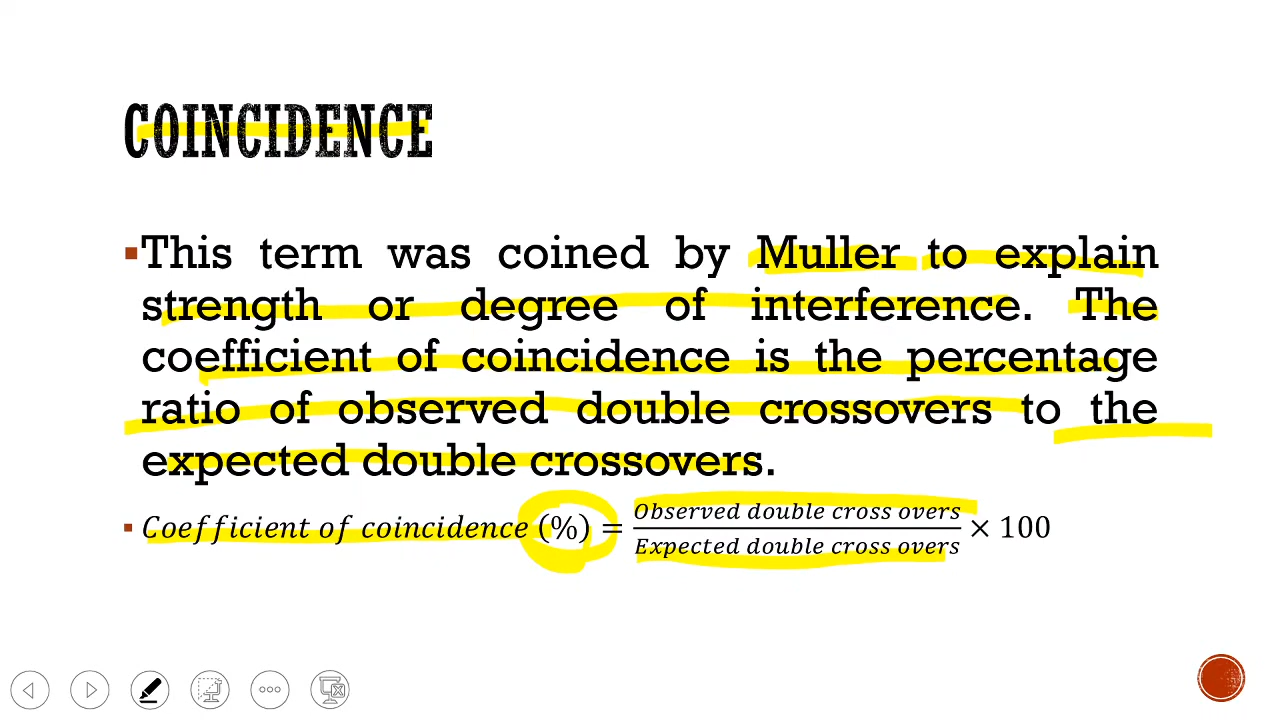 COINCIDENCE
▪This term was coined by Muller to explain
strength or degree of interference. The
coefficient of coincidence is the percentage
ratio of observed double crossovers to the
expected double crossovers.
▪ Coefficient of coincidence (%) = Observed double cross overs / Expected double cross overs × 100